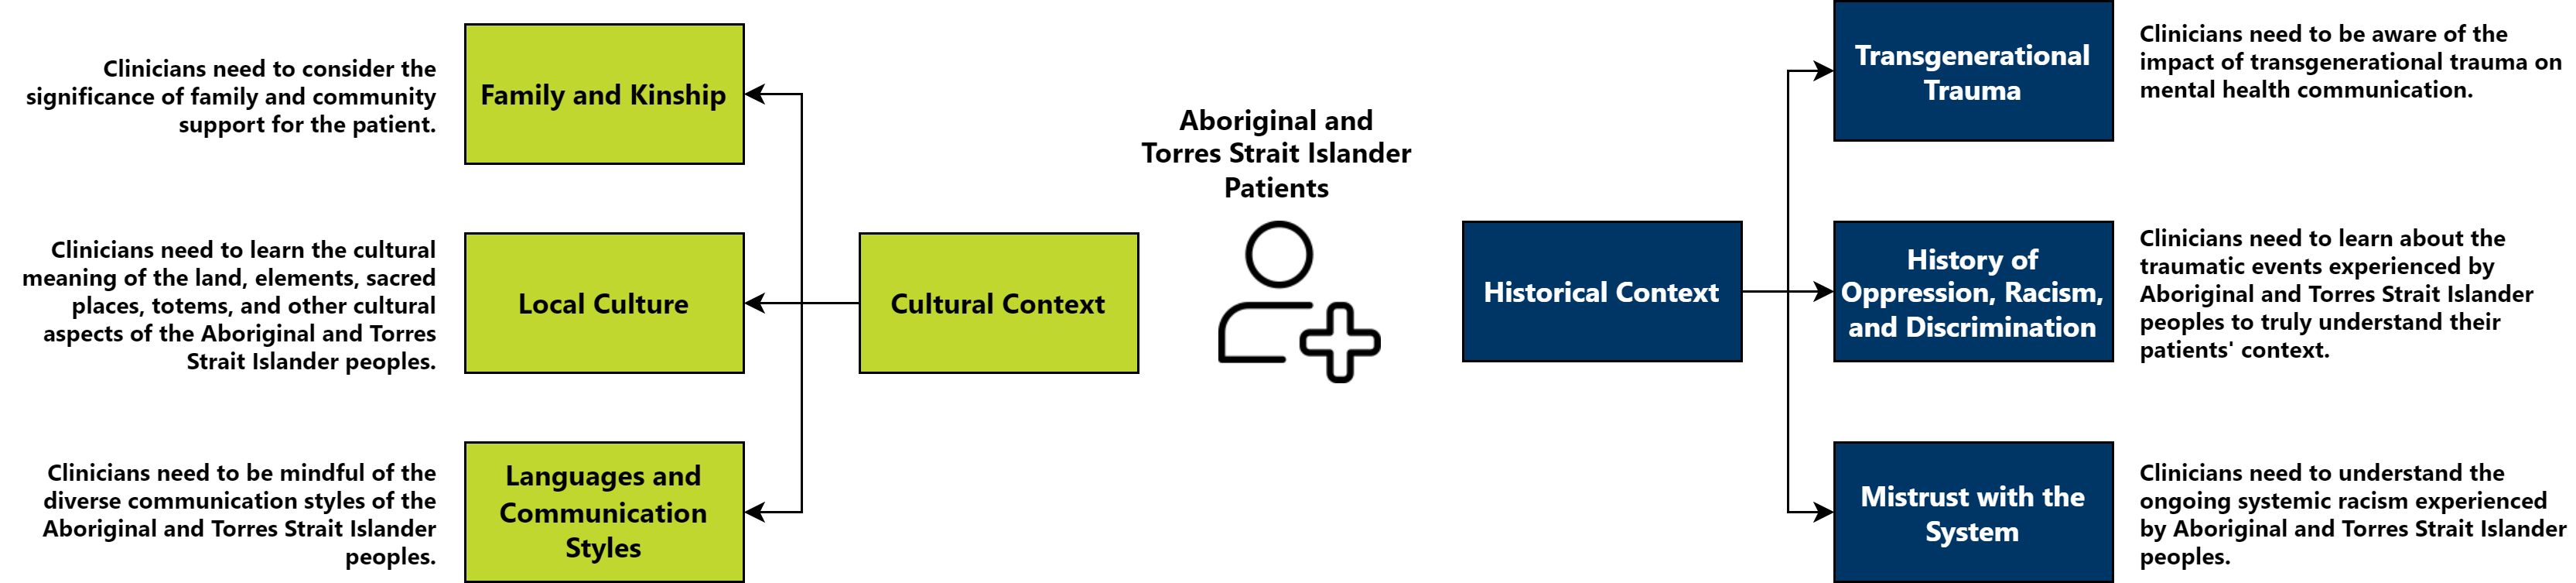 Clinicians need to consider the
significance of family and community
support for the patient.
Family and Kinship
Clinicians need to learn the cultural
meaning of the land, elements, sacred
places, totems, and other cultural
aspects of the Aboriginal and Torres
Strait Islander peoples.
Local Culture
Clinicians need to be mindful of the
diverse communication styles of the
Aboriginal and Torres Strait Islander
peoples.
Languages and
Communication
Styles
Cultural Context
Aboriginal and
Torres Strait Islander
Patients
Historical Context
Transgenerational
Trauma
Clinicians need to be aware of the
impact of transgenerational trauma on
mental health communication.
History of
Oppression, Racism,
and Discrimination
Clinicians need to learn about the
traumatic events experienced by
Aboriginal and Torres Strait Islander
peoples to truly understand their
patients' context.
Mistrust with the
System
Clinicians need to understand the
ongoing systemic racism experienced
by Aboriginal and Torres Strait Islander
peoples.